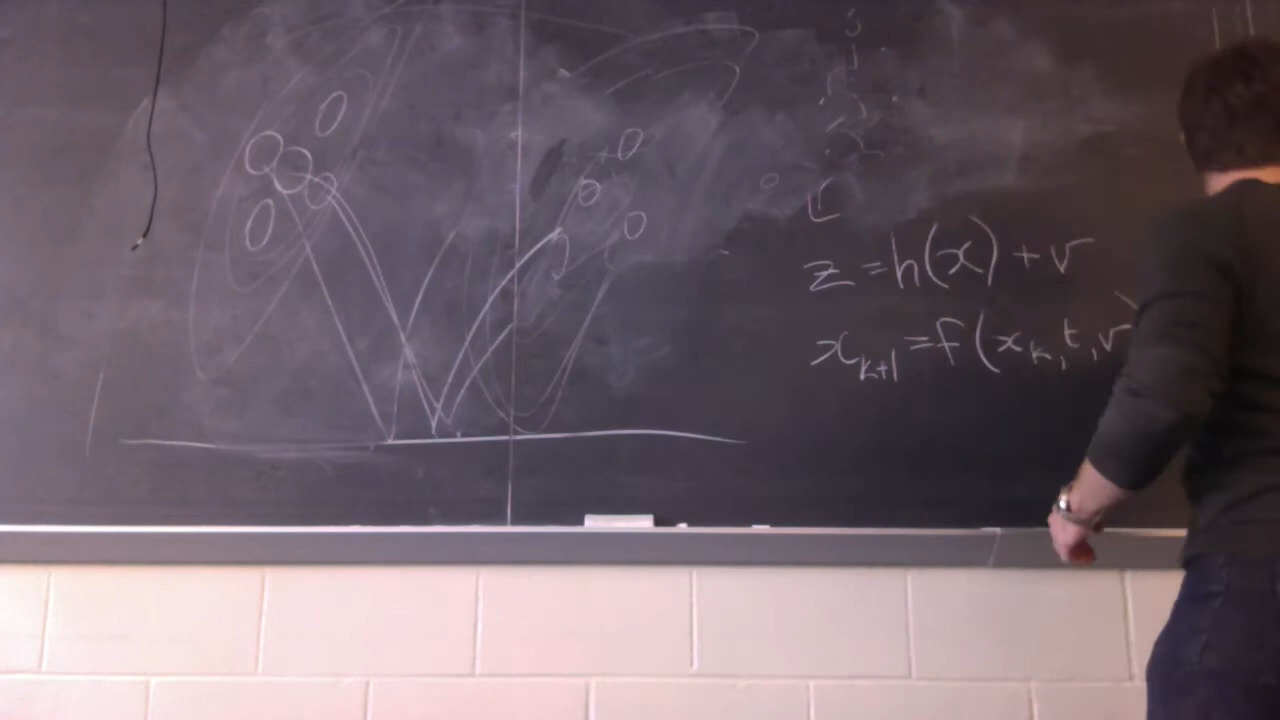 z = h(x) + v
x_{k+1} = f(x_k, t, v